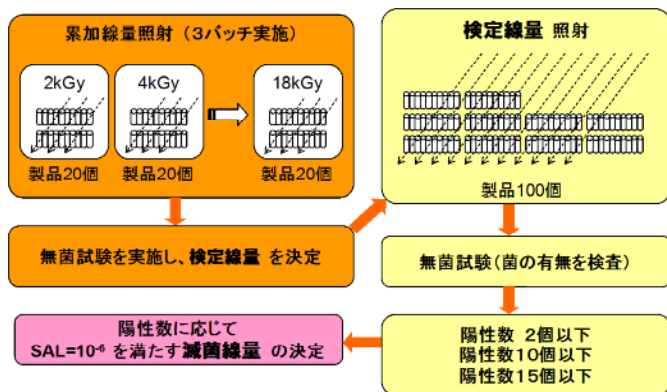 累加線量照射（３バッチ実施）
2kGy
4kGy
18kGy
製品20個
製品20個
製品20個
無菌試験を実施し、検定線量 を決定
検定線量 照射
製品100個
無菌試験(菌の有無を検査)
陽性数 2個以下
陽性数10個以下
陽性数15個以下
陽性数に応じて
SAL=10⁻⁶ を満たす滅菌線量 の決定